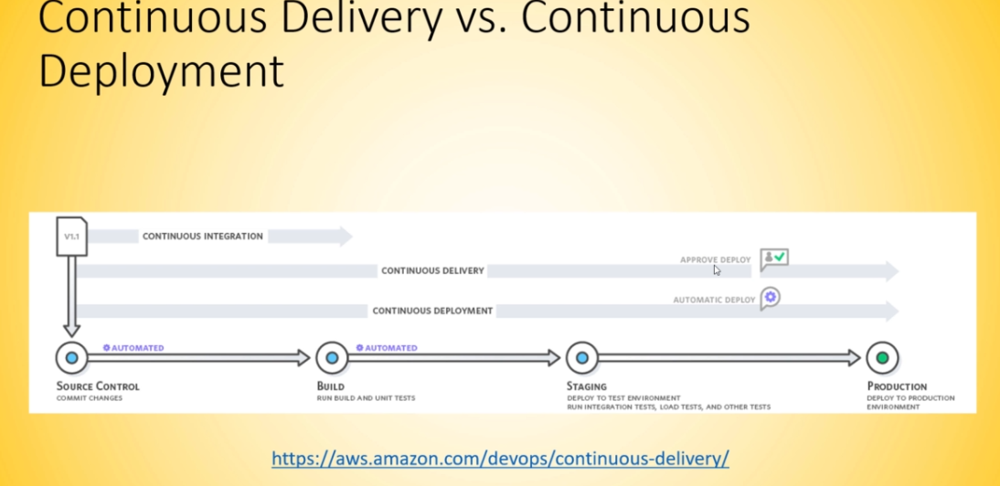 Continuous Delivery vs. Continuous
Deployment
V1.1
CONTINUOUS INTEGRATION
APPROVE DEPLOY
CONTINUOUS DELIVERY
AUTOMATIC DEPLOY
CONTINUOUS DEPLOYMENT
AUTOMATED
AUTOMATED
SOURCE CONTROL
COMMIT CHANGES
BUILD
RUN BUILD AND UNIT TESTS
STAGING
DEPLOY TO TEST ENVIRONMENT
RUN INTEGRATION TESTS, LOAD TESTS, AND OTHER TESTS
PRODUCTION
DEPLOY TO PRODUCTION
ENVIRONMENT
https://aws.amazon.com/devops/continuous-delivery/